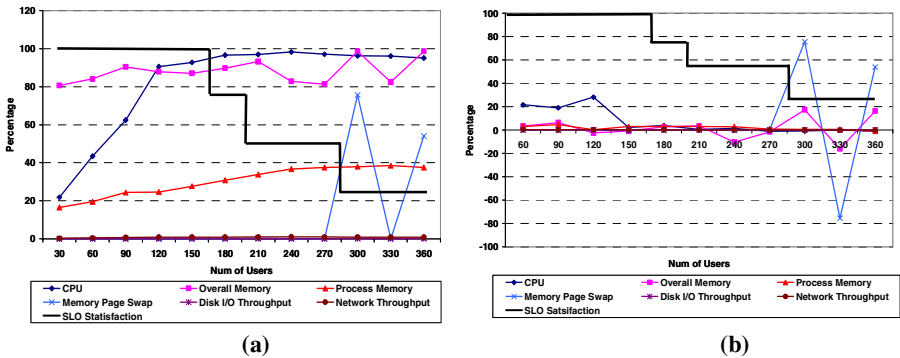 120
100
80
60
40
20
0
Percentage
30 60 90 120 150 180 210 240 270 300 330 360
Num of Users
CPU Overall Memory Process Memory
Memory Page Swap Disk I/O Throughput Network Throughput
SLO Statisfaction
(a)
100
80
60
40
20
0
-20
-40
-60
-80
-100
Percentage
60 90 120 150 180 210 240 270 300 330 360
Num of Users
CPU Overall Memory Process Memory
Memory Page Swap Disk I/O Throughput Network Throughput
SLO Satsifaction
(b)